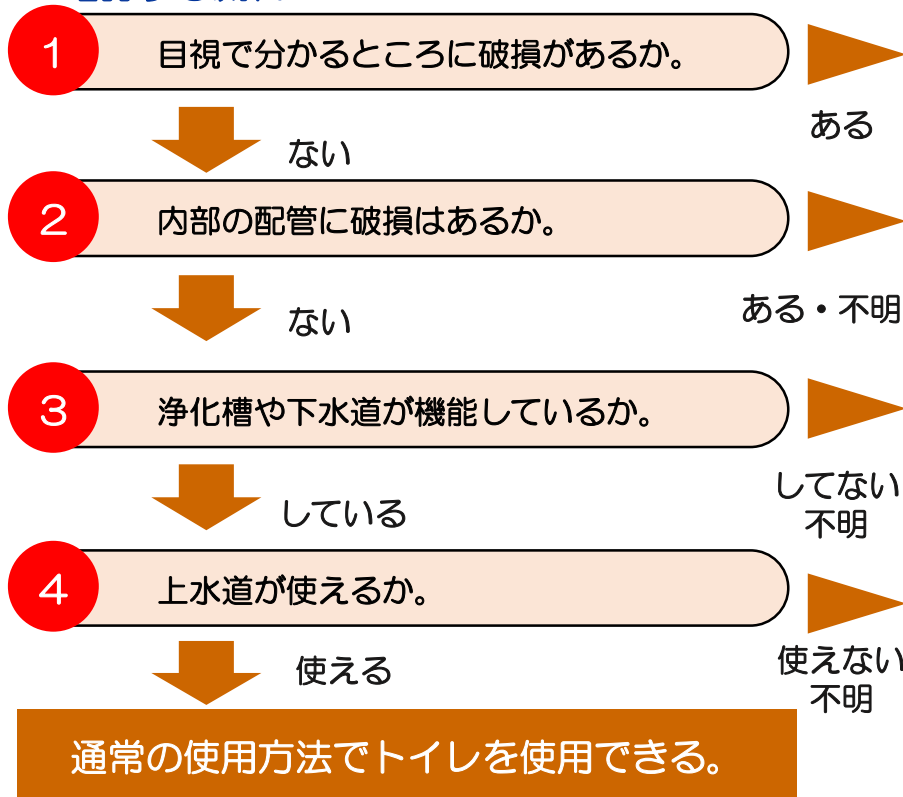 1
目視で分かるところに破損があるか。
ある
ない
2
内部の配管に破損はあるか。
ある・不明
ない
3
浄化槽や下水道が機能しているか。
してない
不明
している
4
上水道が使えるか。
使えない
不明
使える
通常の使用方法でトイレを使用できる。